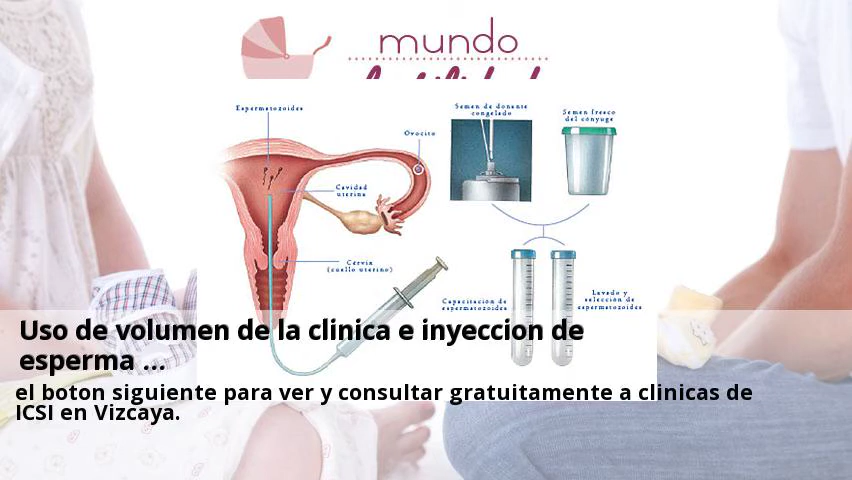 mundo
Espermatozoides
Semen de donante
congelado
Semen fresco
del cónyuge
Ovocito
Cavidad
uterina
Cervix
(cuello uterino)
Capacitación de
espermatozoides
Lavado y
selección de
espermatozoides
Uso de volumen de la clinica e inyeccion de
esperma ...
el boton siguiente para ver y consultar gratuitamente a clinicas de
ICSI en Vizcaya.